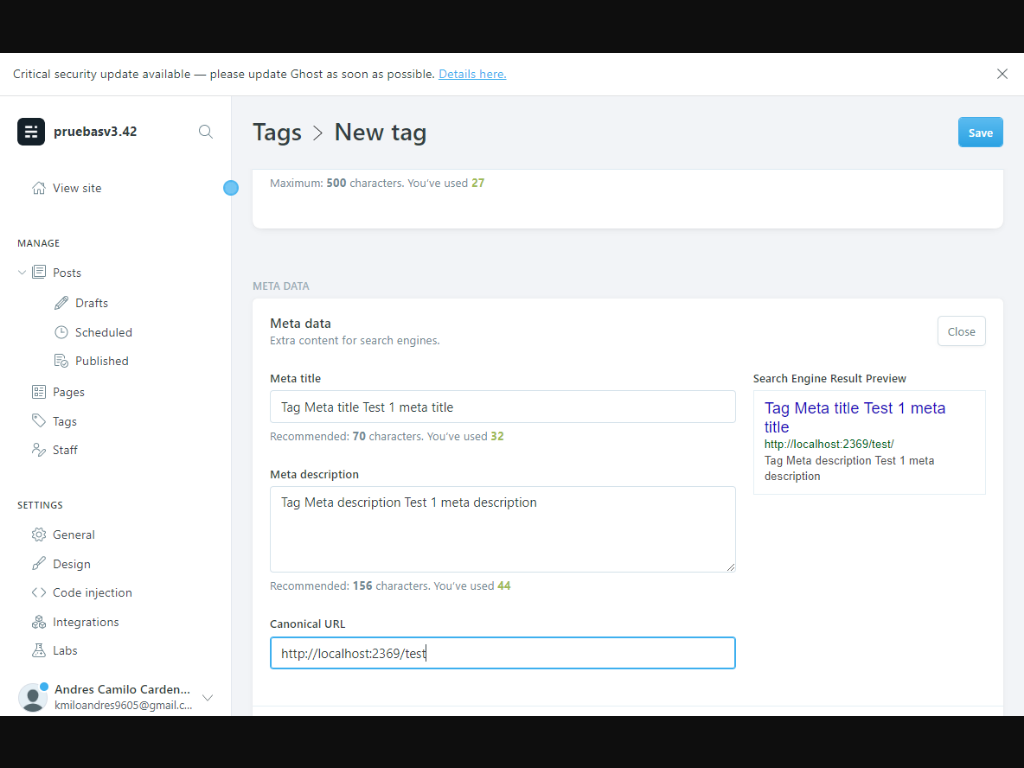 Critical security update available — please update Ghost as soon as possible. Details here.
pruebasv3.42
View site
MANAGE
Posts
Drafts
Scheduled
Published
Pages
Tags
Staff
SETTINGS
General
Design
Code injection
Integrations
Labs
Andres Camilo Carden...
kmiloandres9605@gmail.c...
Tags > New tag
Save
Maximum: 500 characters. You've used 27
META DATA
Meta data
Extra content for search engines.
Close
Meta title
Tag Meta title Test 1 meta title
Recommended: 70 characters. You've used 32
Meta description
Tag Meta description Test 1 meta description
Recommended: 156 characters. You've used 44
Canonical URL
http://localhost:2369/test
Search Engine Result Preview
Tag Meta title Test 1 meta
title
http://localhost:2369/test/
Tag Meta description Test 1 meta
description